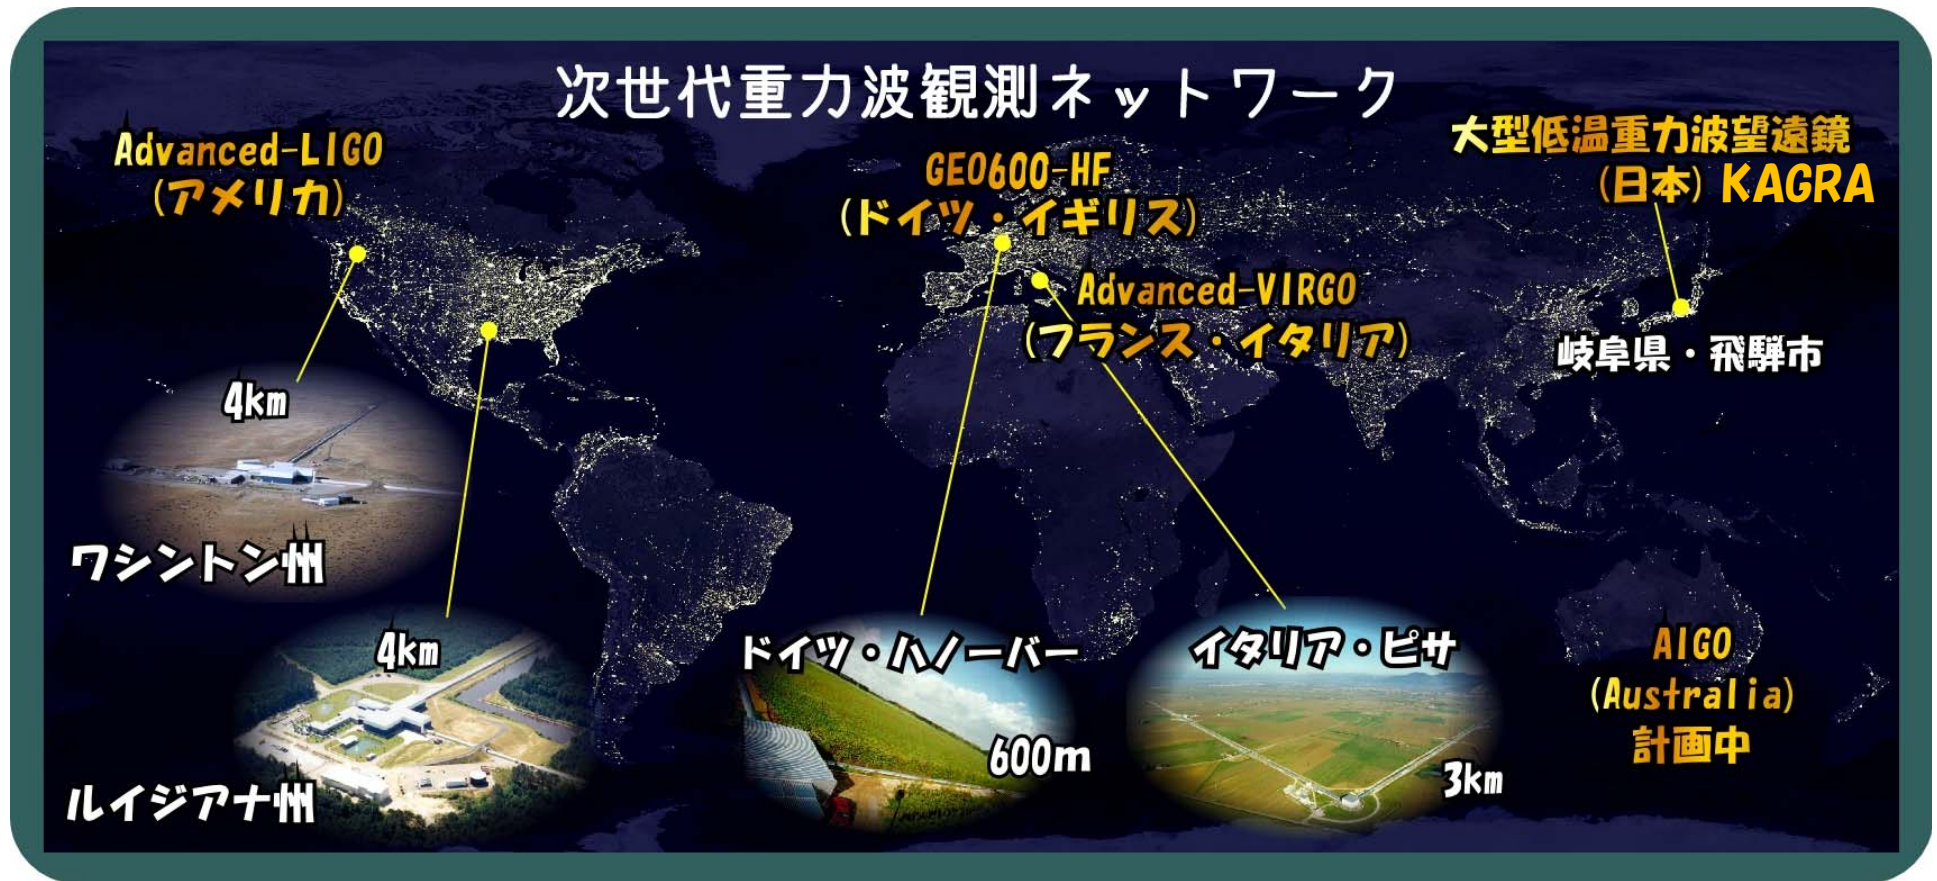 次世代重力波観測ネットワーク
Advanced-LIGO
(アメリカ)
GEO600-HF
(ドイツ・イギリス)
大型低温重力波望遠鏡
(日本) KAGRA
Advanced-VIRGO
(フランス・イタリア)
岐阜県・飛騨市
4km
ワシントン州
4km
ルイジアナ州
ドイツ・ハノーバー
600m
イタリア・ピサ
3km
AIGO
(Australia)
計画中